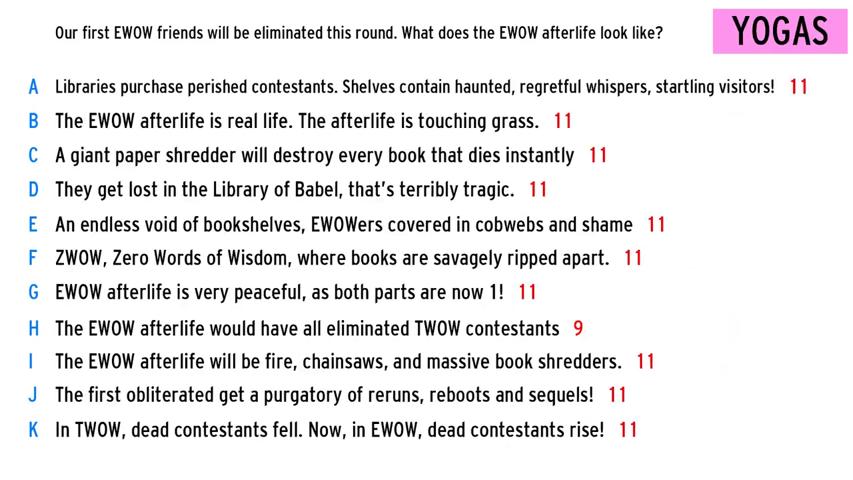 Our first EWOW friends will be eliminated this round. What does the EWOW afterlife look like?
YOGAS
A Libraries purchase perished contestants. Shelves contain haunted, regretful whispers, startling visitors! 11
B The EWOW afterlife is real life. The afterlife is touching grass. 11
C A giant paper shredder will destroy every book that dies instantly 11
D They get lost in the Library of Babel, that's terribly tragic. 11
E An endless void of bookshelves, EWOWers covered in cobwebs and shame 11
F ZWOW, Zero Words of Wisdom, where books are savagely ripped apart. 11
G EWOW afterlife is very peaceful, as both parts are now 1! 11
H The EWOW afterlife would have all eliminated TWOW contestants 9
I The EWOW afterlife will be fire, chainsaws, and massive book shredders. 11
J The first obliterated get a purgatory of reruns, reboots and sequels! 11
K In TWOW, dead contestants fell. Now, in EWOW, dead contestants rise! 11